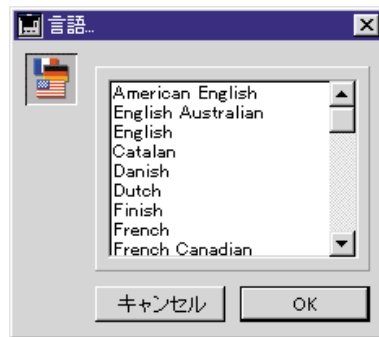 言語...
American English
English Australian
English
Catalan
Danish
Dutch
Finish
French
French Canadian
キャンセル
OK